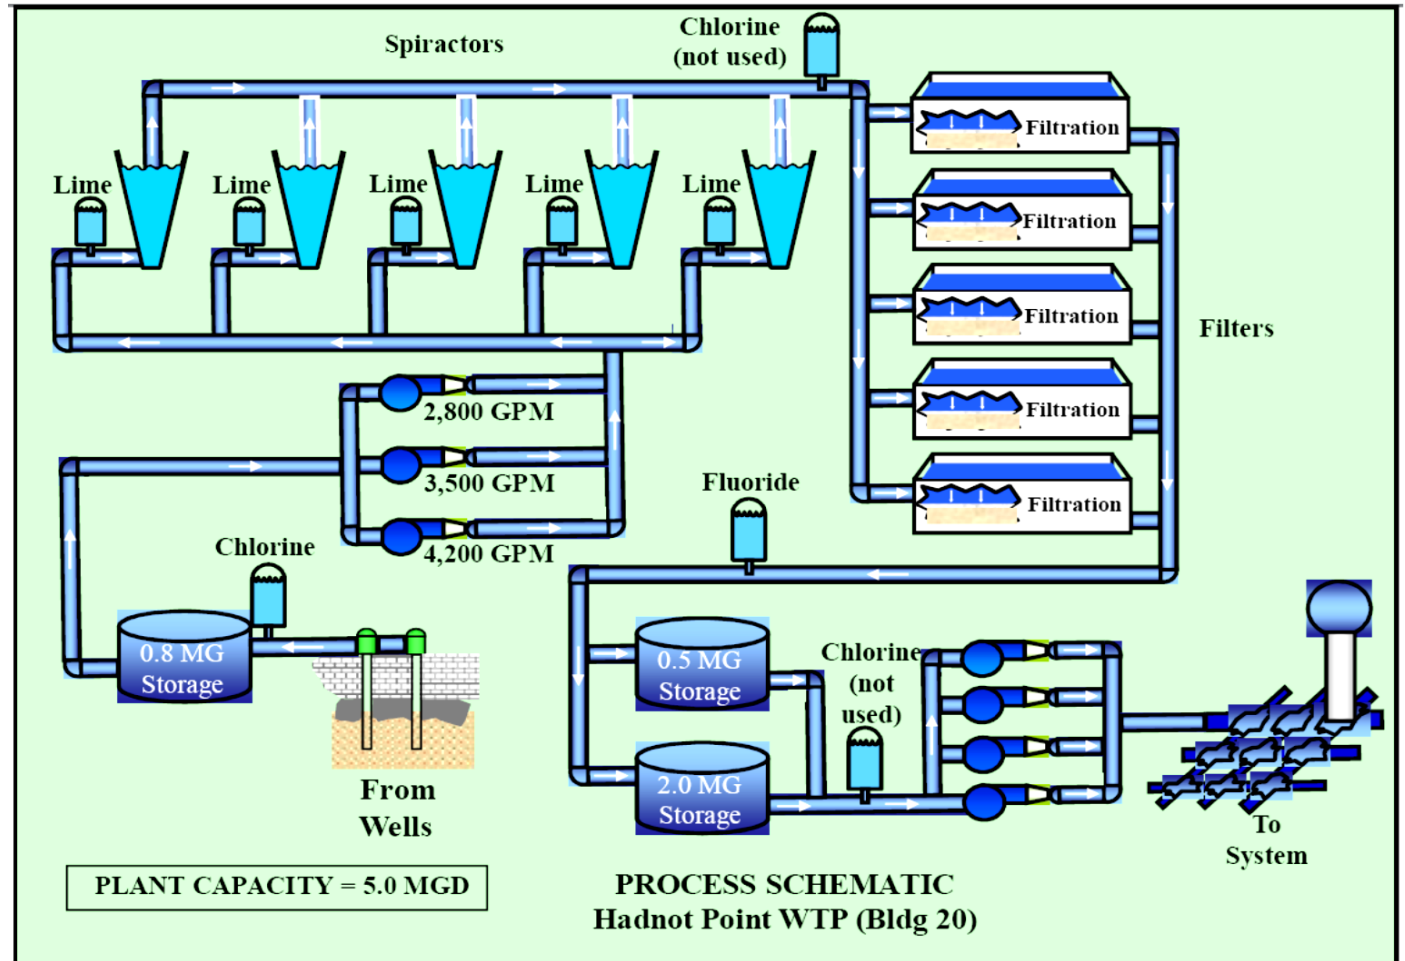 Spiractors
Chlorine
(not used)
Lime
Lime
Lime
Lime
Lime
Filtration
Filtration
Filtration
Filtration
Filtration
Filters
2,800 GPM
3,500 GPM
4,200 GPM
Chlorine
0.8 MG
Storage
From
Wells
Fluoride
0.5 MG
Storage
2.0 MG
Storage
Chlorine
(not
used)
To
System
PLANT CAPACITY = 5.0 MGD
PROCESS SCHEMATIC
Hadnot Point WTP (Bldg 20)